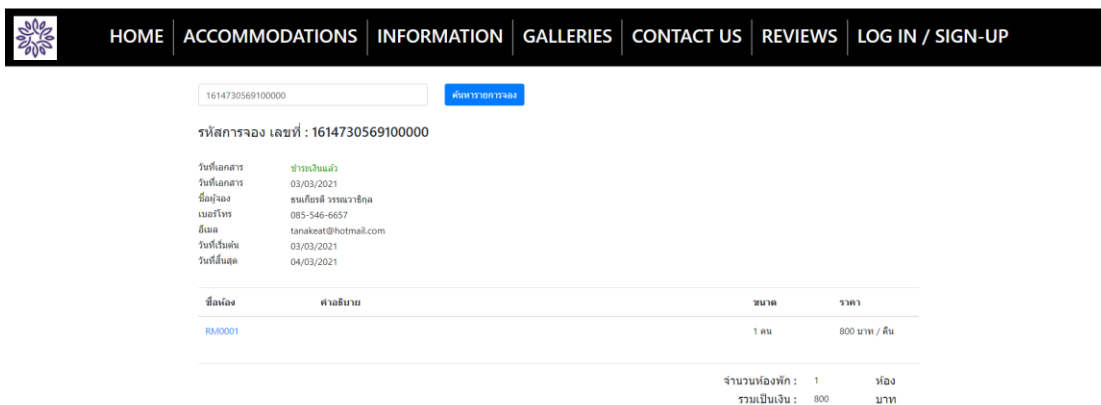 HOME ACCOMMODATIONS INFORMATION GALLERIES CONTACT US REVIEWS LOG IN / SIGN-UP
1614730569100000 ค้นหารายการจอง
รหัสการจอง เลขที่ : 1614730569100000
วันที่เอกสาร ชำระเงินแล้ว
วันที่เอกสาร 03/03/2021
ชื่อผู้จอง ธนเกียรติ วรรณวาธิกุล
เบอร์โทร 085-546-6657
อีเมล tanakeat@hotmail.com
วันที่เริ่มต้น 03/03/2021
วันที่สิ้นสุด 04/03/2021
ชื่อห้อง คำอธิบาย ขนาด ราคา
RM0001 1 คน 800 บาท / คืน
จำนวนห้องพัก : 1 ห้อง
รวมเป็นเงิน : 800 บาท